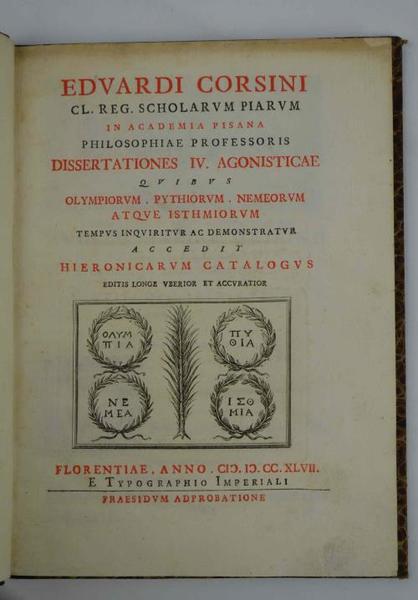 EDVARDI CORSINI
CL. REG. SCHOLARVM PIARVM
IN ACADEMIA PISANA
PHILOSOPHIAE PROFESSORIS
DISSERTATIONES IV. AGONISTICAE
QVIBVS
OLYMPIORVM . PYTHIORVM . NEMEORVM
ATQVE ISTHMIORVM
TEMPVS INQVIRITVR AC DEMONSTRATVR
ACCEDIT
HIERONICARVM CATALOGVS
EDITIS LONGE VBERIOR ET ACCVRATIOR
ΟΛΥΜ
ΠΙΑ
ΠΥ
ΘΙΑ
ΝΕ
ΜΕΑ
ΙΣΘ
ΜΙΑ
FLORENTIAE, ANNO . CIↃ. IↃ. CC. XLVII.
E TYPOGRAPHIO IMPERIALI
PRAESIDVM ADPROBATIONE